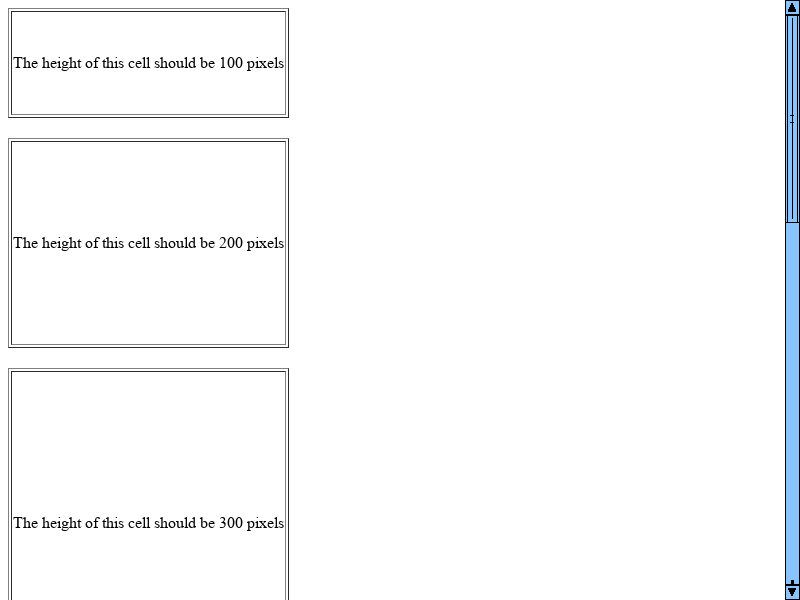 The height of this cell should be 100 pixels
The height of this cell should be 200 pixels
The height of this cell should be 300 pixels